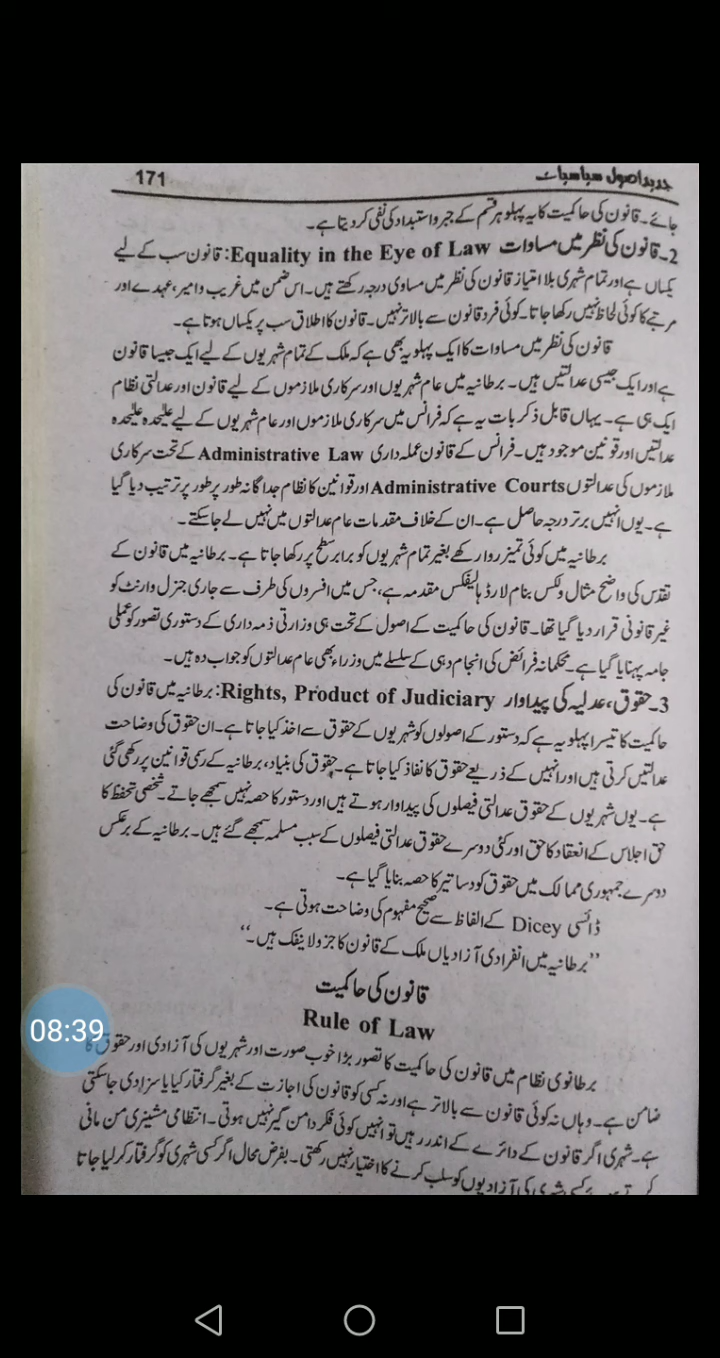 171 جدید اصول سیاسیات
جائے۔ قانون کی حاکمیت کا یہ پہلو ہر قسم کے جبر و استبداد کی نفی کر دیتا ہے۔
2۔ قانون کی نظر میں مساوات Equality in the Eye of Law: قانون سب کے لیے
یکساں ہے اور تمام شہری بلا امتیاز قانون کی نظر میں مساوی درجہ رکھتے ہیں۔ اس ضمن میں غریب و امیر، عہدے اور
مرتبے کا کوئی لحاظ نہیں رکھا جاتا۔ کوئی فرد قانون سے بالاتر نہیں۔ قانون کا اطلاق سب پر یکساں ہوتا ہے۔
قانون کی نظر میں مساوات کا ایک پہلو یہ بھی ہے کہ ملک کے تمام شہریوں کے لیے ایک جیسا قانون
ہے اور ایک جیسی عدالتیں ہیں۔ برطانیہ میں عام شہریوں اور سرکاری ملازموں کے لیے قانون اور عدالتی نظام
ایک ہی ہے۔ یہاں قابل ذکر بات یہ ہے کہ فرانس میں سرکاری ملازموں اور عام شہریوں کے لیے علیٰحدہ علیٰحدہ
عدالتیں اور قوانین موجود ہیں۔ فرانس کے قانون عملہ داری Administrative Law کے تحت سرکاری
ملازموں کی عدالتوں Administrative Courts اور قوانین کا نظام جداگانہ طور پر طور پر ترتیب دیا گیا
ہے۔ یوں انہیں برتر درجہ حاصل ہے۔ ان کے خلاف مقدمات عام عدالتوں میں نہیں لے جا سکتے۔
برطانیہ میں کوئی تمیز روا رکھے بغیر تمام شہریوں کو برابر سطح پر رکھا جاتا ہے۔ برطانیہ میں قانون کے
تقدس کی واضح مثال ولکس بنام لارڈ ہالیفکس مقدمہ ہے، جس میں افسروں کی طرف سے جاری جنرل وارنٹ کو
غیر قانونی قرار دیا گیا تھا۔ قانون کی حاکمیت کے اصول کے تحت ہی وزارتی ذمہ داری کے دستوری تصور کو عملی
جامہ پہنایا گیا ہے۔ محکمانہ فرائض کی انجام دہی کے سلسلے میں وزراء بھی عام عدالتوں کو جواب دہ ہیں۔
3۔ حقوق، عدلیہ کی پیداوار Rights, Product of Judiciary: برطانیہ میں قانون کی
حاکمیت کا تیسرا پہلو یہ ہے کہ دستور کے اصولوں کو شہریوں کے حقوق سے اخذ کیا جاتا ہے۔ ان حقوق کی وضاحت
عدالتیں کرتی ہیں اور انہیں کے ذریعے حقوق کا نفاذ کیا جاتا ہے۔ حقوق کی بنیاد، برطانیہ کے رسمی قوانین پر رکھی گئی
ہے۔ یوں شہریوں کے حقوق عدالتی فیصلوں کی پیداوار ہوتے ہیں اور دستور کا حصہ نہیں سمجھے جاتے۔ شخصی تحفظ کا
حق اجلاس کے انعقاد کا حق اور کئی دوسرے حقوق عدالتی فیصلوں کے سبب مسلمہ سمجھے گئے ہیں۔ برطانیہ کے برعکس
دوسرے جمہوری ممالک میں حقوق کو دساتیر کا حصہ بنایا گیا ہے۔
ڈائسی Dicey کے الفاظ سے صحیح مفہوم کی وضاحت ہوتی ہے۔
”برطانیہ میں انفرادی آزادیاں ملک کے قانون کا جزو لاینفک ہیں۔“
قانون کی حاکمیت
Rule of Law
08:39
برطانوی نظام میں قانون کی حاکمیت کا تصور بڑا خوب صورت اور شہریوں کی آزادی اور حقوق کا
ضامن ہے۔ وہاں نہ کوئی قانون سے بالاتر ہے اور نہ کسی کو قانون کی اجازت کے بغیر گرفتار کیا یا سزا دی جا سکتی
ہے۔ شہری اگر قانون کے دائرے کے اندر رہیں تو انہیں کوئی فکر دامن گیر نہیں ہوتی۔ انتظامی مشینری من مانی
کسی شہری کی آزادیوں کو سلب کرنے کا اختیار نہیں رکھتی۔ بفرض محال اگر کسی شہری کو گرفتار کر لیا جاتا